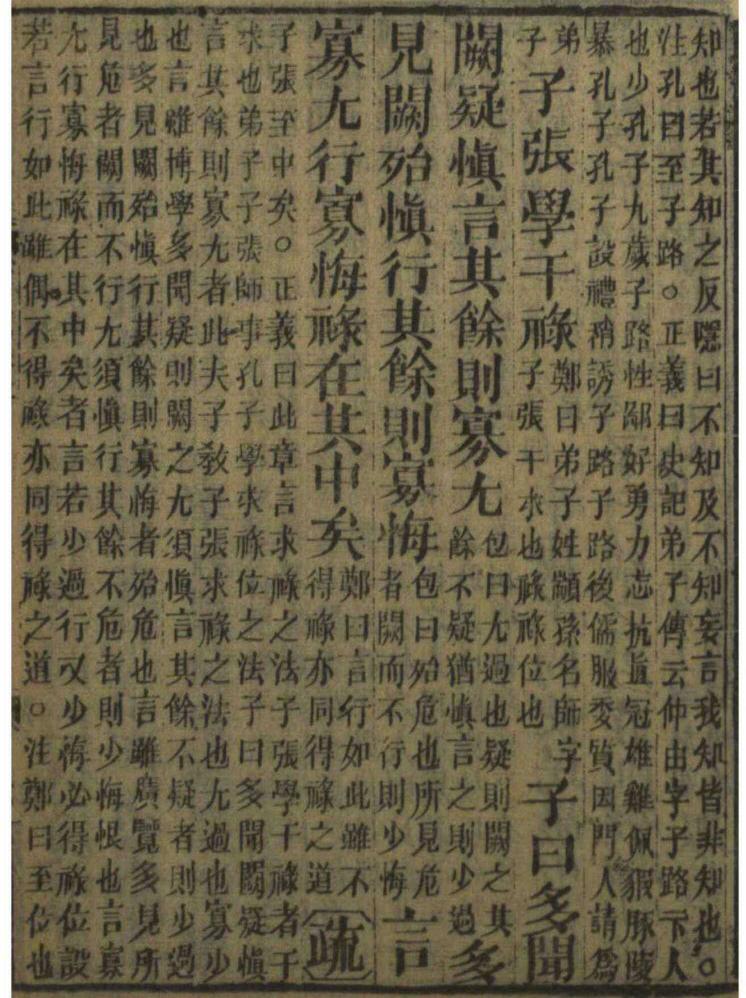 知也若其知之反隱曰不知及不知妄言我知皆非知也○
注孔曰至子路○正義曰史記弟子傳云仲由字子路卞人
也少孔子九歲子路性鄙好勇力志抗直冠雄雞佩豭豚陵
暴孔子孔子設禮稍誘子路子路後儒服委質因門人請爲
弟子子張學干祿鄭曰弟子姓顓孫名師字子張干求也祿祿位也子曰多聞
闕疑愼言其餘則寡尤包曰尤過也疑則闕之其餘不疑猶愼言之則少過多
見闕殆愼行其餘則寡悔包曰殆危也所見危者闕而不行則少悔言
寡尤行寡悔祿在其中矣鄭曰言行如此雖不得祿亦同得祿之道疏
子張至中矣○正義曰此章言求祿之法子張學干祿者干
求也弟子子張師事孔子學求祿位之法子曰多聞闕疑愼
言其餘則寡尤者此夫子敎子張求祿之法也尤過也寡少
也言雖博學多聞疑則闕之尤須愼言其餘不疑者則少過
也多見闕殆愼行其餘則寡悔者殆危也言雖廣覽多見所
見危者闕而不行尤須愼行其餘不危者則少悔恨也言寡
尤行寡悔祿在其中矣者言若少過行又少悔必得祿位設
若言行如此雖偶不得祿亦同得祿之道○注鄭曰至位也